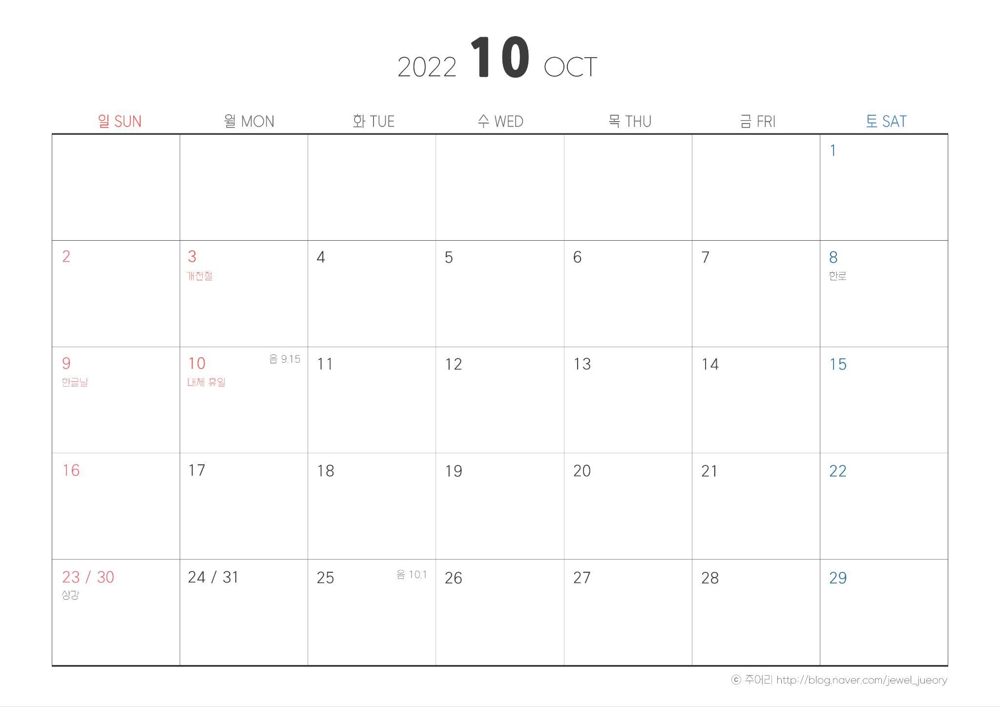 2022 10 OCT
일 SUN 월 MON 화 TUE 수 WED 목 THU 금 FRI 토 SAT
1
2 3 4 5 6 7 8
개천절 한로
9 10 음 9.15 11 12 13 14 15
한글날 대체 휴일
16 17 18 19 20 21 22
23 / 30 24 / 31 25 음 10.1 26 27 28 29
상강
ⓒ 주어리 http://blog.naver.com/jewel_jueory